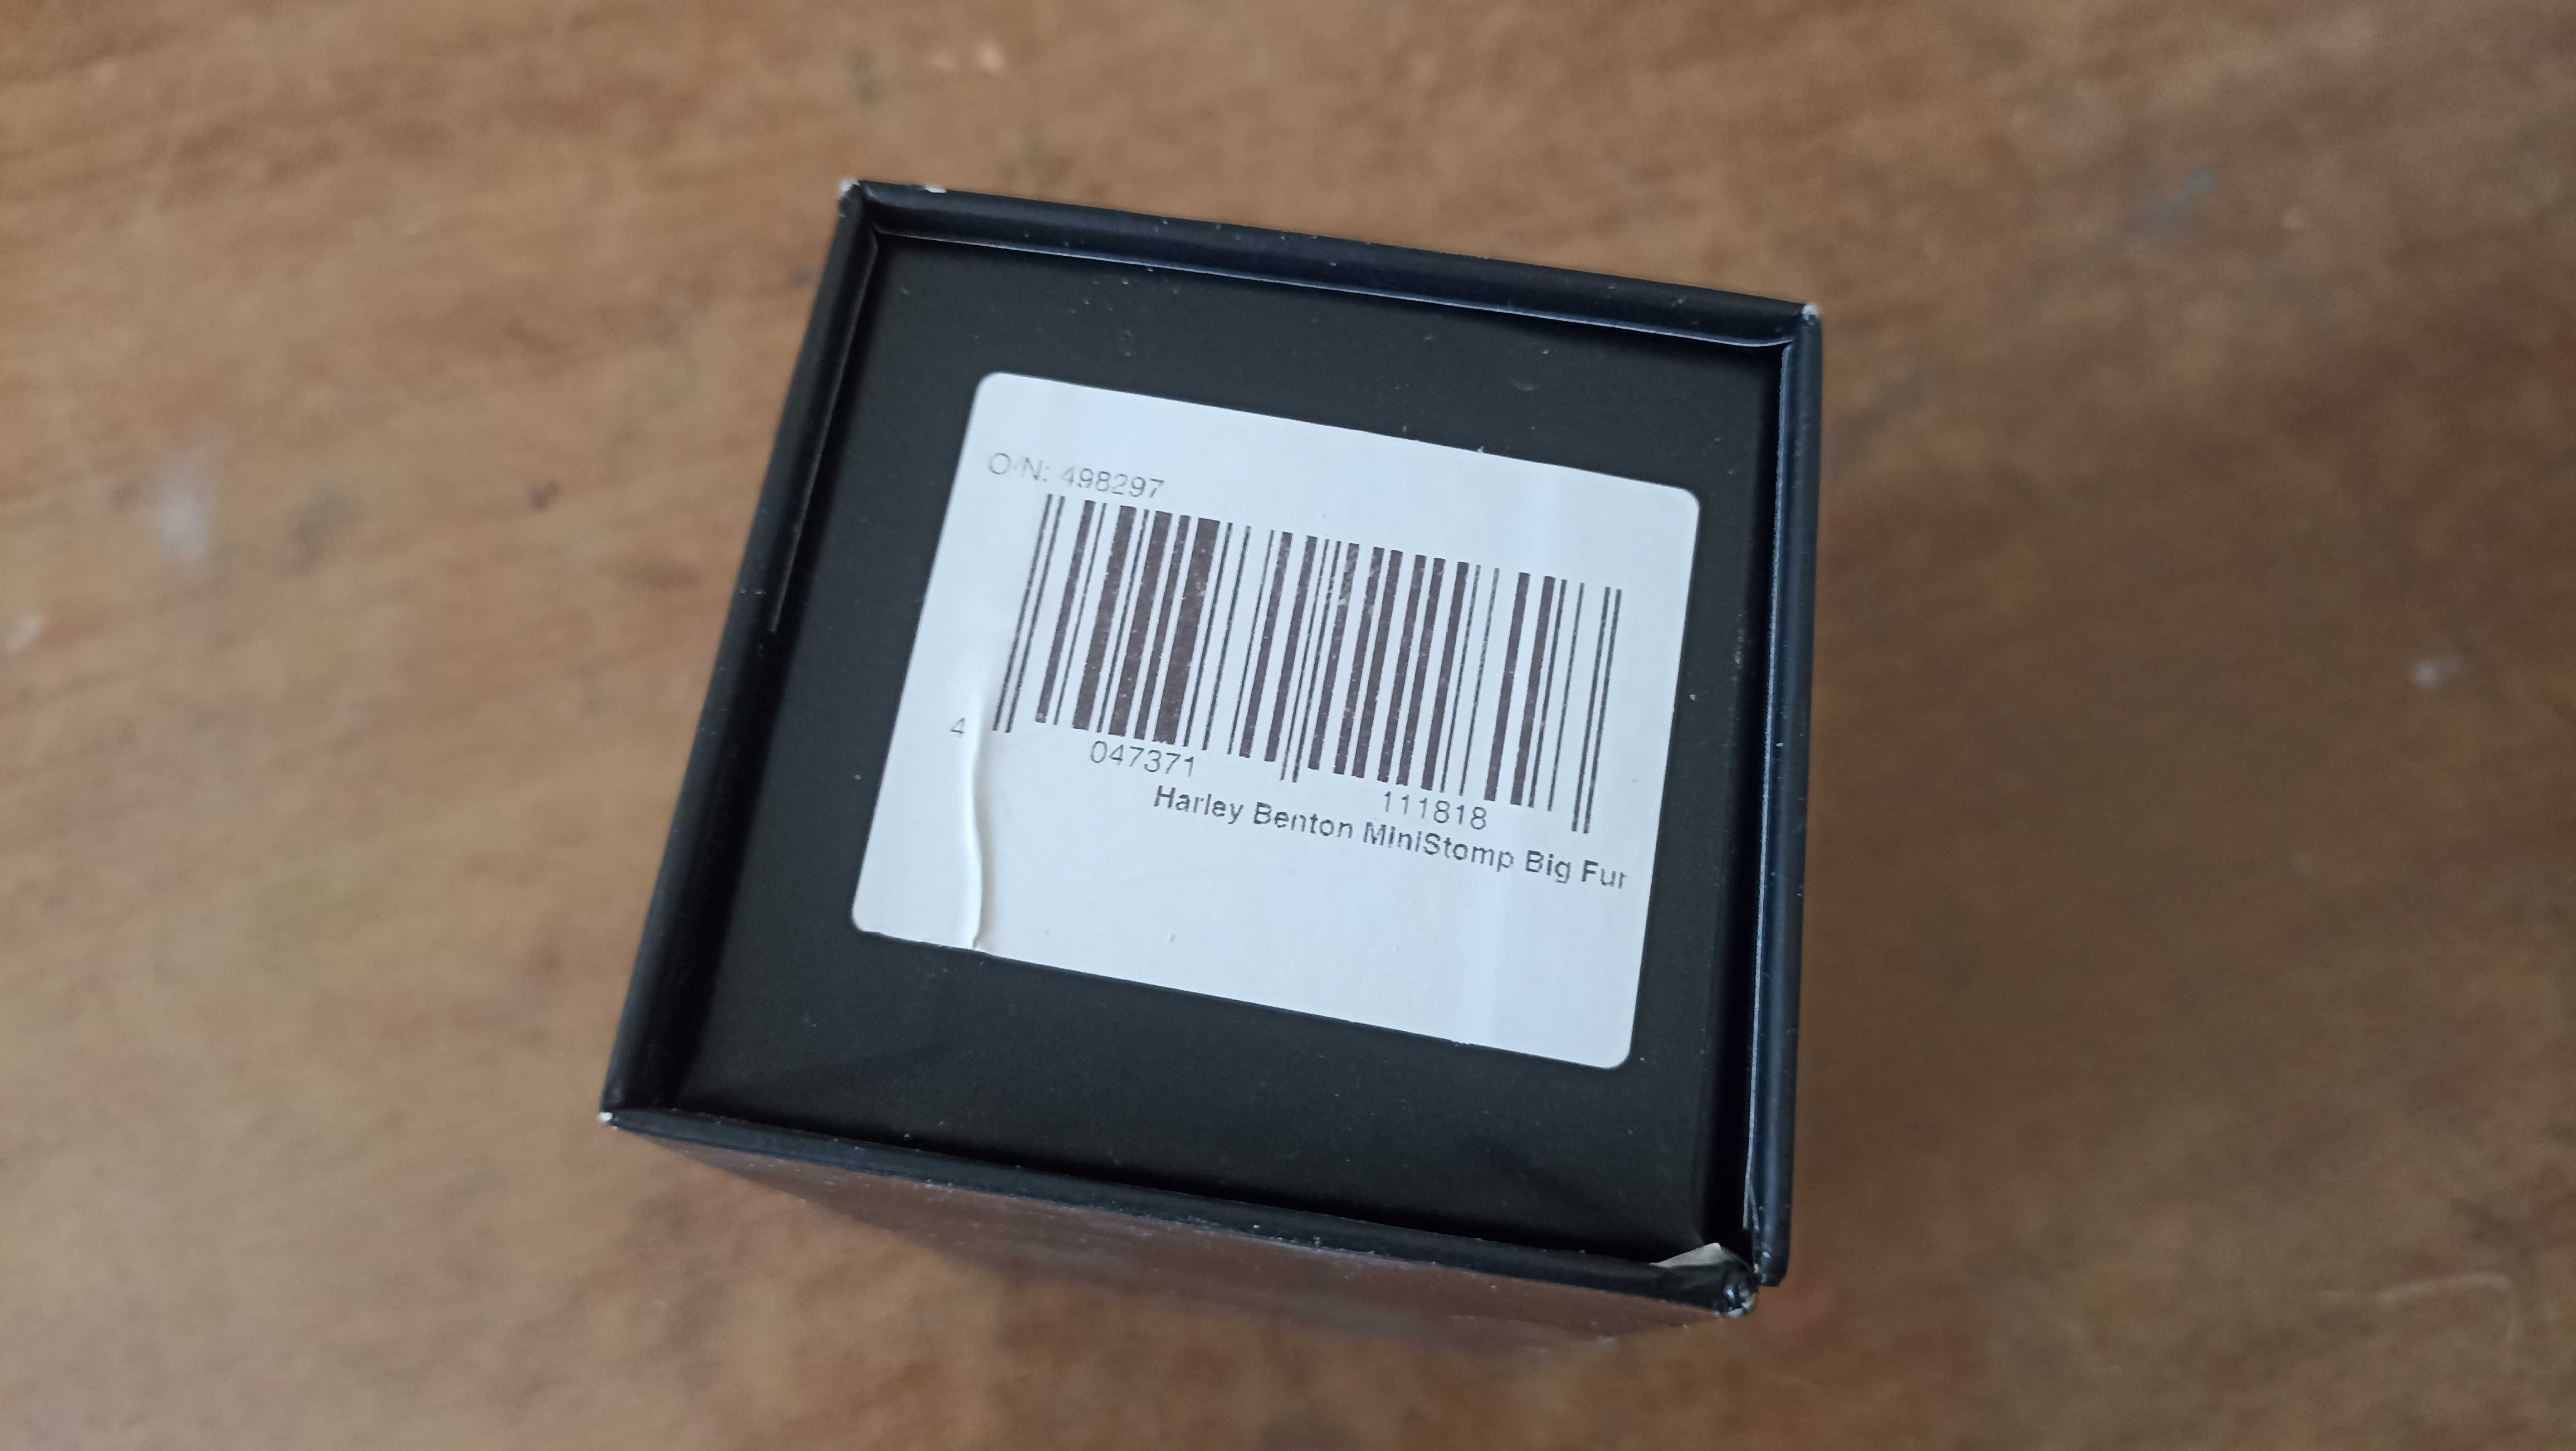 O/N: 498297
4 047371 111818
Harley Benton MiniStomp Big Fur